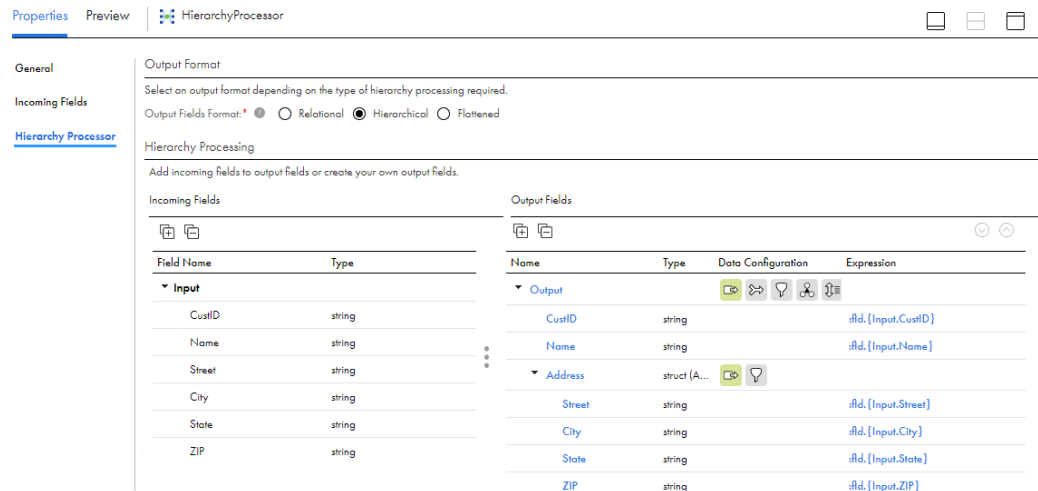 Properties Preview HierarchyProcessor
General
Incoming Fields
Hierarchy Processor
Output Format
Select an output format depending on the type of hierarchy processing required.
Output Fields Format:* ? Relational Hierarchical Flattened
Hierarchy Processing
Add incoming fields to output fields or create your own output fields.
Incoming Fields
Field Name Type
Input
CustID string
Name string
Street string
City string
State string
ZIP string
Output Fields
Name Type Data Configuration Expression
Output
CustID string :fld.{Input.CustID}
Name string :fld.{Input.Name}
Address struct (A...
Street string :fld.{Input.Street}
City string :fld.{Input.City}
State string :fld.{Input.State}
ZIP string :fld.{Input.ZIP}